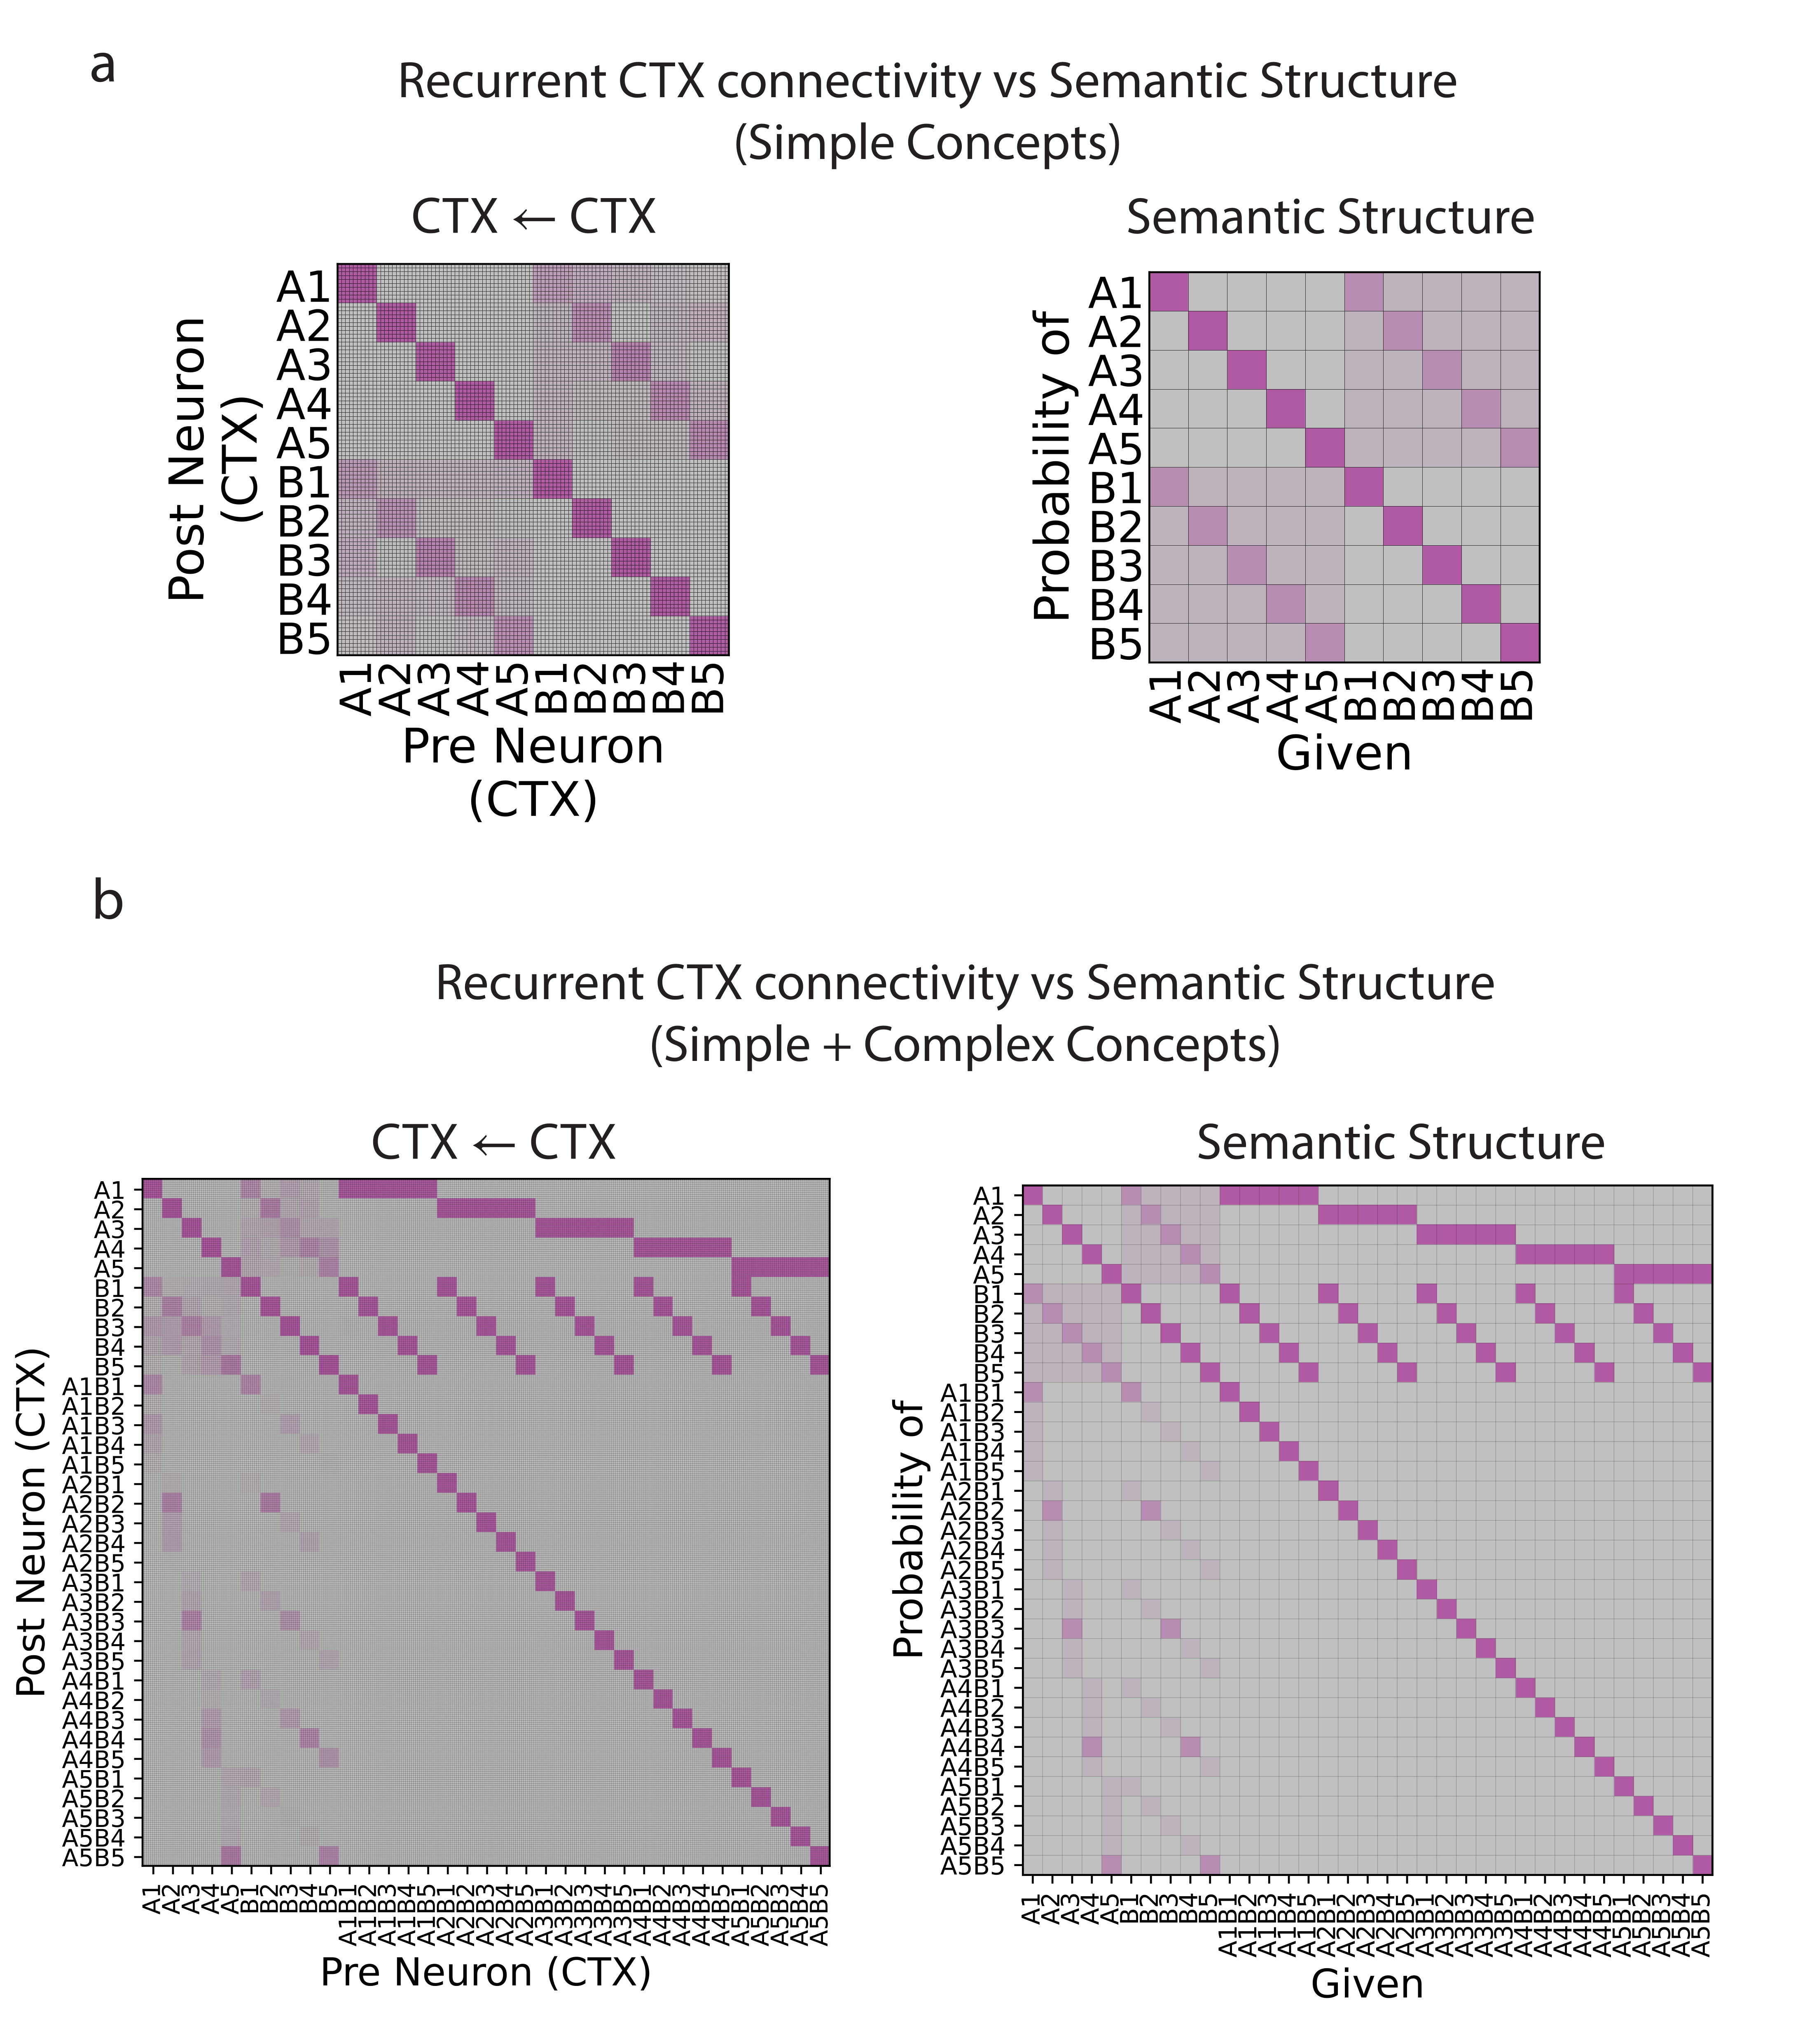 a
Recurrent CTX connectivity vs Semantic Structure
(Simple Concepts)
CTX ← CTX
Semantic Structure
Post Neuron
(CTX)
A1
A2
A3
A4
A5
B1
B2
B3
B4
B5
A1 A2 A3 A4 A5 B1 B2 B3 B4 B5
Pre Neuron
(CTX)
Probability of
A1
A2
A3
A4
A5
B1
B2
B3
B4
B5
A1 A2 A3 A4 A5 B1 B2 B3 B4 B5
Given
b
Recurrent CTX connectivity vs Semantic Structure
(Simple + Complex Concepts)
CTX ← CTX
Semantic Structure
Post Neuron (CTX)
A1
A2
A3
A4
A5
B1
B2
B3
B4
B5
A1B1
A1B2
A1B3
A1B4
A1B5
A2B1
A2B2
A2B3
A2B4
A2B5
A3B1
A3B2
A3B3
A3B4
A3B5
A4B1
A4B2
A4B3
A4B4
A4B5
A5B1
A5B2
A5B3
A5B4
A5B5
A1 A2 A3 A4 A5 B1 B2 B3 B4 B5 A1B1 A1B2 A1B3 A1B4 A1B5 A2B1 A2B2 A2B3 A2B4 A2B5 A3B1 A3B2 A3B3 A3B4 A3B5 A4B1 A4B2 A4B3 A4B4 A4B5 A5B1 A5B2 A5B3 A5B4 A5B5
Pre Neuron (CTX)
Probability of
A1
A2
A3
A4
A5
B1
B2
B3
B4
B5
A1B1
A1B2
A1B3
A1B4
A1B5
A2B1
A2B2
A2B3
A2B4
A2B5
A3B1
A3B2
A3B3
A3B4
A3B5
A4B1
A4B2
A4B3
A4B4
A4B5
A5B1
A5B2
A5B3
A5B4
A5B5
A1 A2 A3 A4 A5 B1 B2 B3 B4 B5 A1B1 A1B2 A1B3 A1B4 A1B5 A2B1 A2B2 A2B3 A2B4 A2B5 A3B1 A3B2 A3B3 A3B4 A3B5 A4B1 A4B2 A4B3 A4B4 A4B5 A5B1 A5B2 A5B3 A5B4 A5B5
Given